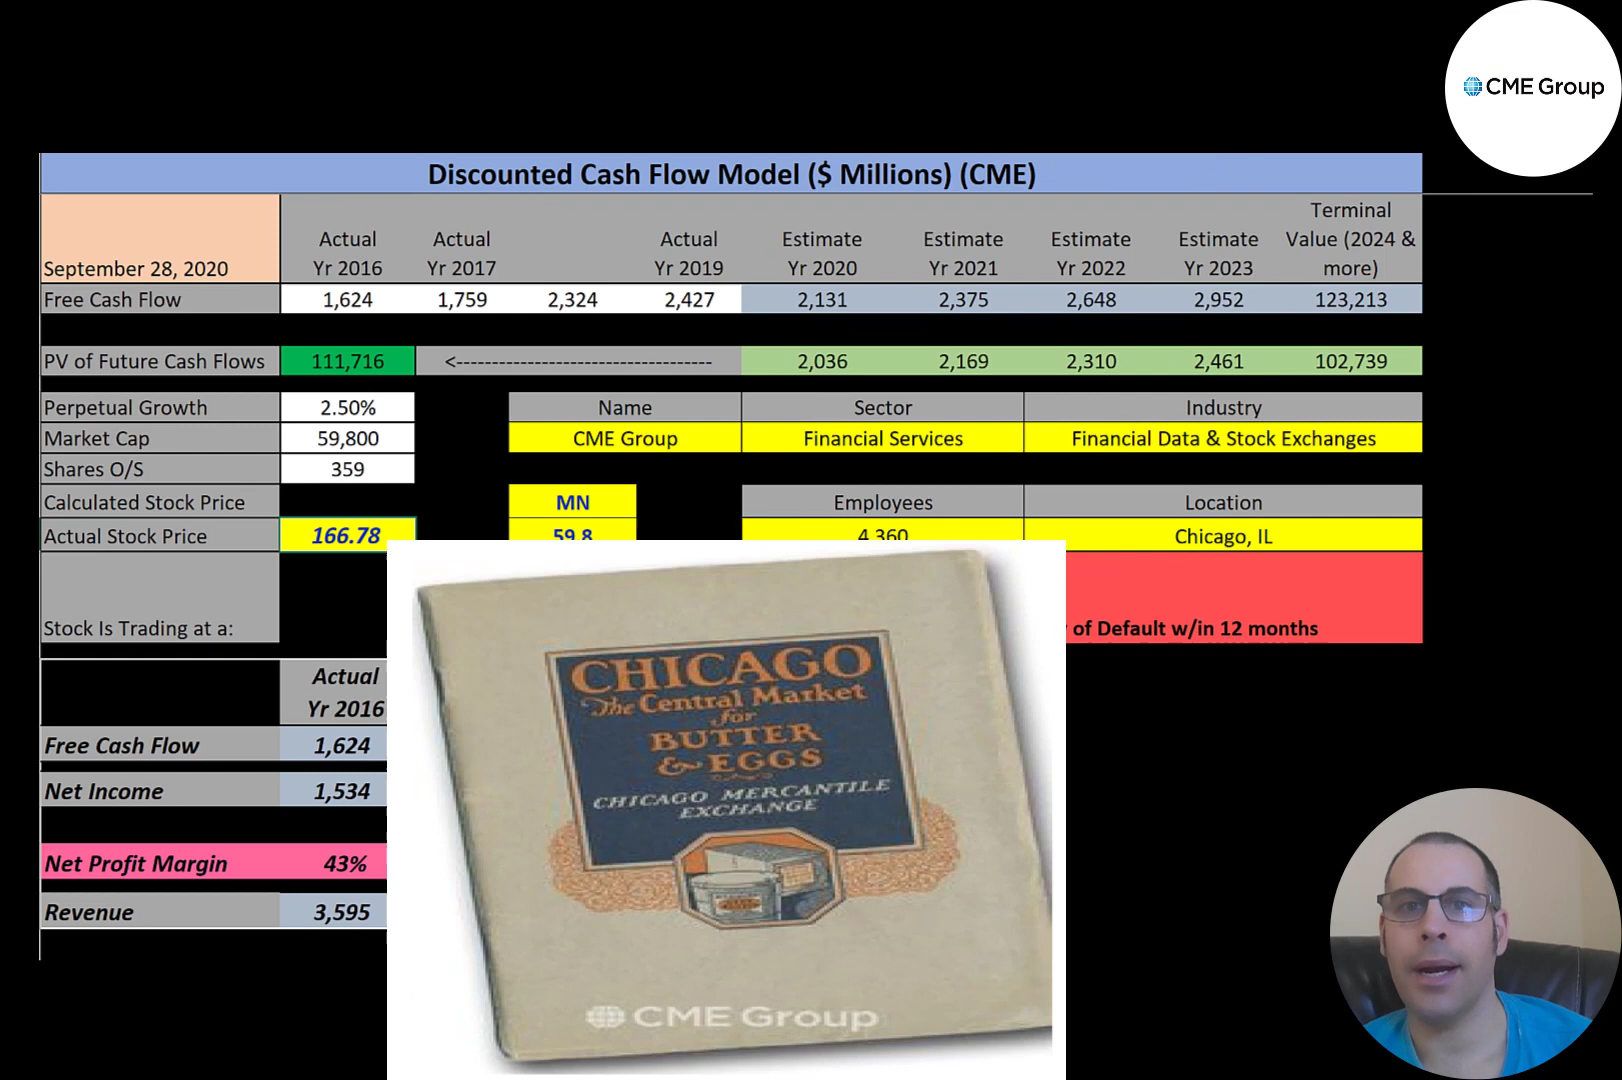 CME Group
Discounted Cash Flow Model ($ Millions) (CME)
September 28, 2020
Actual Yr 2016
Actual Yr 2017
Actual Yr 2019
Estimate Yr 2020
Estimate Yr 2021
Estimate Yr 2022
Estimate Yr 2023
Terminal Value (2024 & more)
Free Cash Flow 1,624 1,759 2,324 2,427 2,131 2,375 2,648 2,952 123,213
PV of Future Cash Flows 111,716 <----------------------------------- 2,036 2,169 2,310 2,461 102,739
Perpetual Growth 2.50% Name Sector Industry
Market Cap 59,800 CME Group Financial Services Financial Data & Stock Exchanges
Shares O/S 359
Calculated Stock Price MN Employees Location
Actual Stock Price 166.78 59.8 4,360 Chicago, IL
Stock Is Trading at a: of Default w/in 12 months
Actual
Yr 2016
Free Cash Flow 1,624
Net Income 1,534
Net Profit Margin 43%
Revenue 3,595
CHICAGO
The Central Market
for
BUTTER
& EGGS
CHICAGO MERCANTILE
EXCHANGE
CME Group